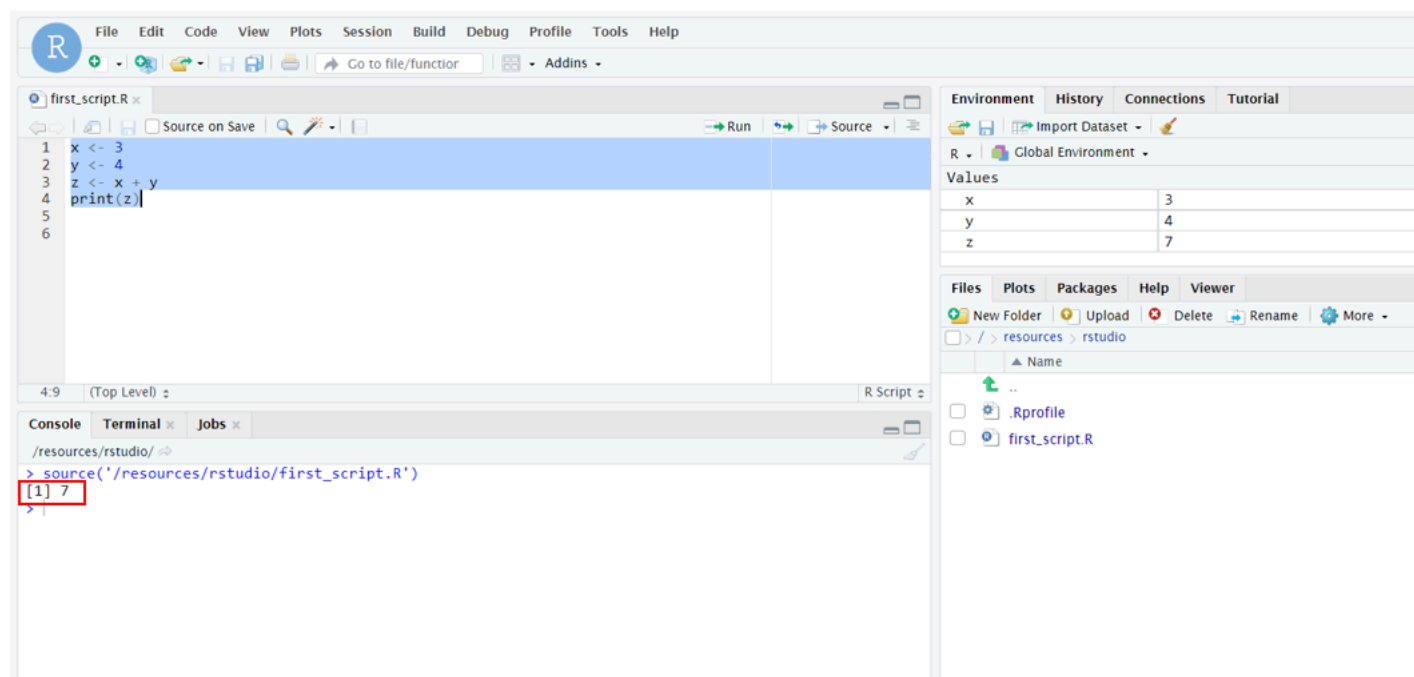 R
File Edit Code View Plots Session Build Debug Profile Tools Help
Go to file/function Addins
first_script.R
Source on Save Run Source
1 x <- 3
2 y <- 4
3 z <- x + y
4 print(z)
5
6
4:9 (Top Level) R Script
Console Terminal Jobs
/resources/rstudio/
> source('/resources/rstudio/first_script.R')
[1] 7
>
Environment History Connections Tutorial
Import Dataset
R Global Environment
Values
x 3
y 4
z 7
Files Plots Packages Help Viewer
New Folder Upload Delete Rename More
/ resources rstudio
Name
..
.Rprofile
first_script.R